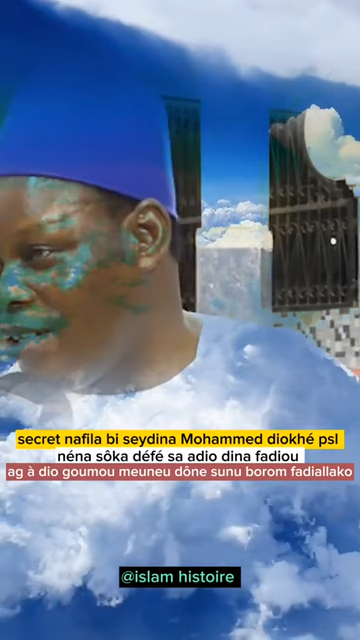 secret nafila bi seydina Mohammed diokhé psl
néna sôka défé sa adio dina fadiou
ag à dio goumou meuneu dône sunu borom fadiallako
@islam histoire